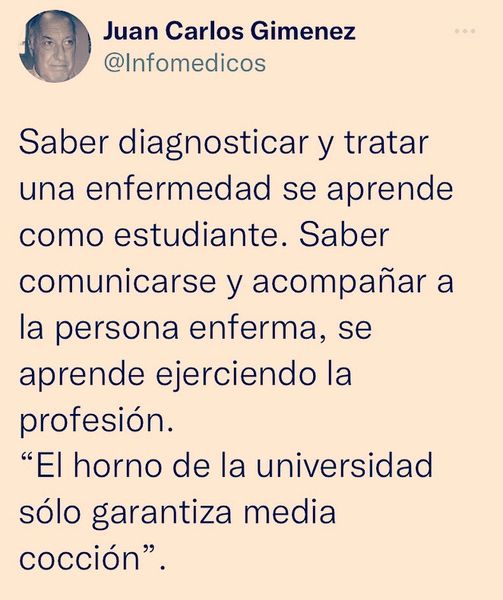 Juan Carlos Gimenez
@Infomedicos
Saber diagnosticar y tratar
una enfermedad se aprende
como estudiante. Saber
comunicarse y acompañar a
la persona enferma, se
aprende ejerciendo la
profesión.
“El horno de la universidad
sólo garantiza media
cocción”.